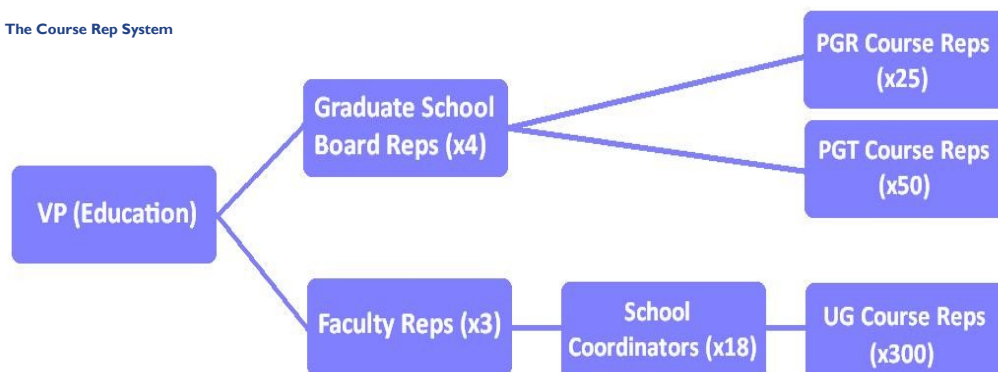 The Course Rep System
PGR Course Reps
(x25)
Graduate School
Board Reps (x4)
PGT Course Reps
(x50)
VP (Education)
Faculty Reps (x3)
School
Coordinators (x18)
UG Course Reps
(x300)